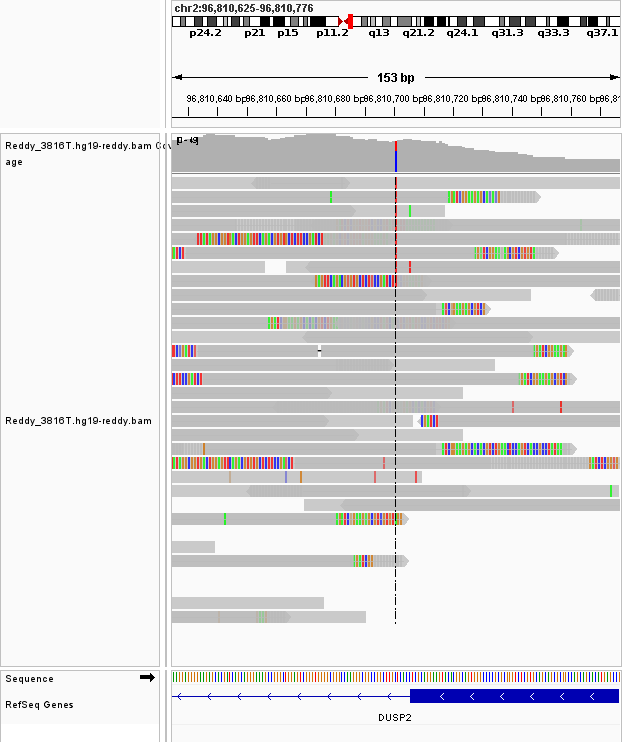 chr2:96,810,625-96,810,776
p24.2 p21 p15 p11.2 q13 q21.2 q24.1 q31.3 q33.3 q37.1
153 bp
96,810,640 bp 96,810,660 bp 96,810,680 bp 96,810,700 bp 96,810,720 bp 96,810,740 bp 96,810,760 bp 96,81
Reddy_3816T.hg19-reddy.bam Cov
age
Reddy_3816T.hg19-reddy.bam
Sequence
RefSeq Genes
DUSP2